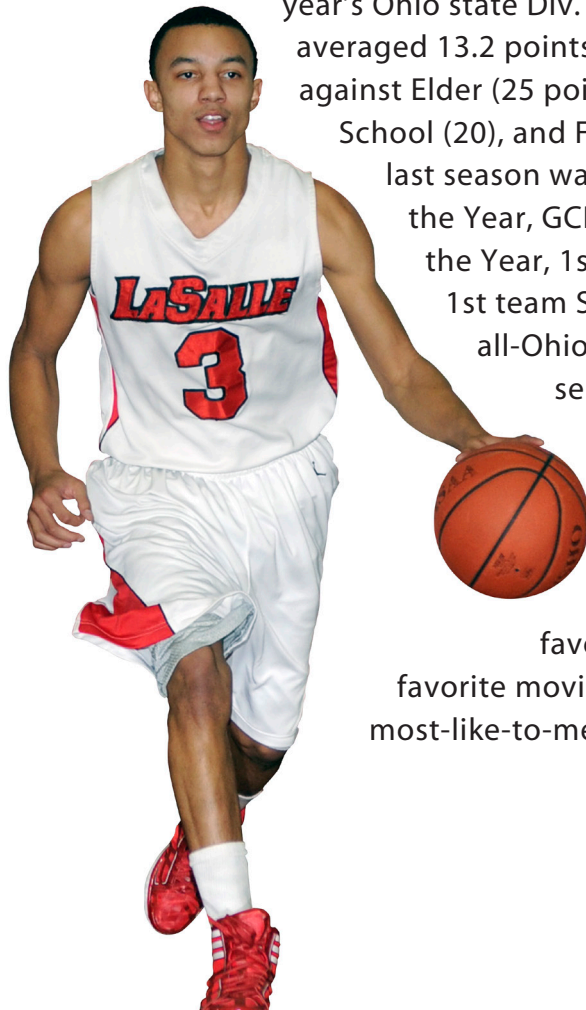 year's Ohio state Div.
averaged 13.2 points
against Elder (25 poi
School (20), and F
last season wa
the Year, GC
the Year, 1s
1st team S
all-Ohio
se
LaSalle
3
favo
favorite movi
most-like-to-me